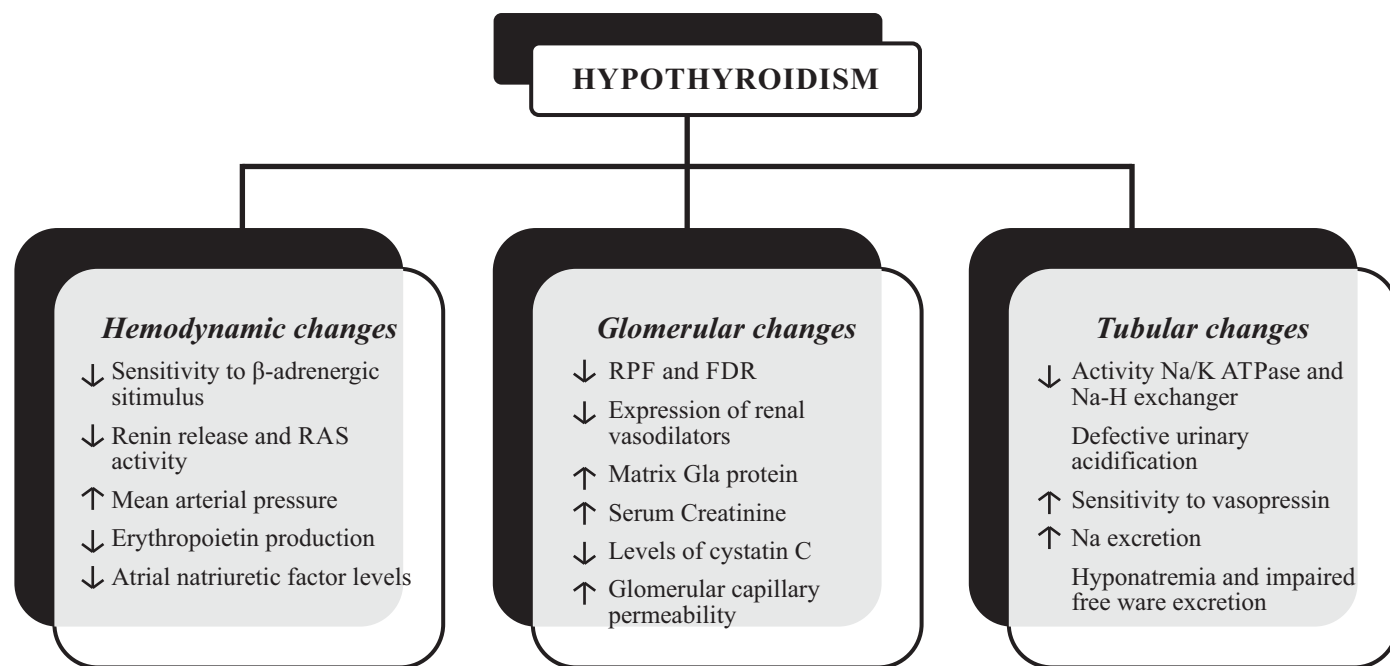 HYPOTHYROIDISM
Hemodynamic changes
↓ Sensitivity to β-adrenergic
sitimulus
↓ Renin release and RAS
activity
↑ Mean arterial pressure
↓ Erythropoietin production
↓ Atrial natriuretic factor levels
Glomerular changes
↓ RPF and FDR
↓ Expression of renal
vasodilators
↑ Matrix Gla protein
↑ Serum Creatinine
↓ Levels of cystatin C
↑ Glomerular capillary
permeability
Tubular changes
↓ Activity Na/K ATPase and
Na-H exchanger
Defective urinary
acidification
↑ Sensitivity to vasopressin
↑ Na excretion
Hyponatremia and impaired
free ware excretion